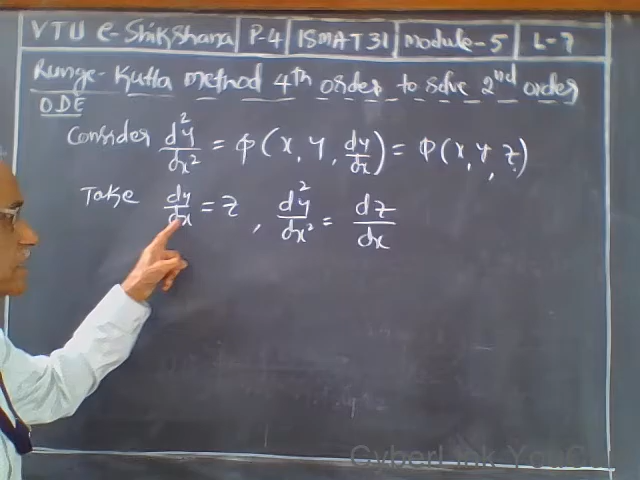 VTU e-Shikshana P-4 15MAT31 Module-5 L-7
Runge-Kutta method 4th order to solve 2nd order
ODE
Consider d²y/dx² = φ(x, y, dy/dx) = φ(x, y, z)
Take dy/dx = z, d²y/dx² = dz/dx